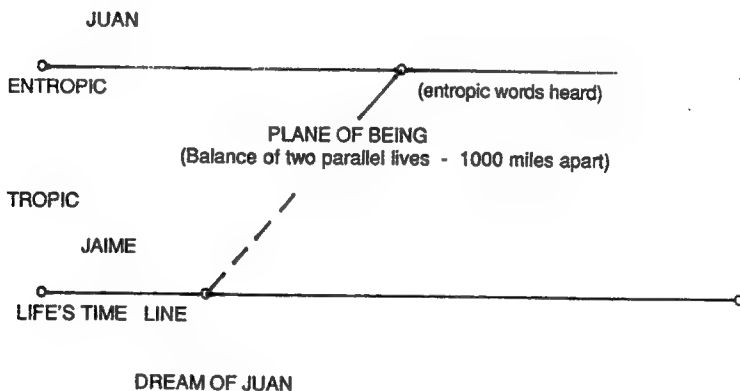 JUAN
ENTROPIC
(entropic words heard)
PLANE OF BEING
(Balance of two parallel lives - 1000 miles apart)
TROPIC
JAIME
LIFE'S TIME LINE
DREAM OF JUAN